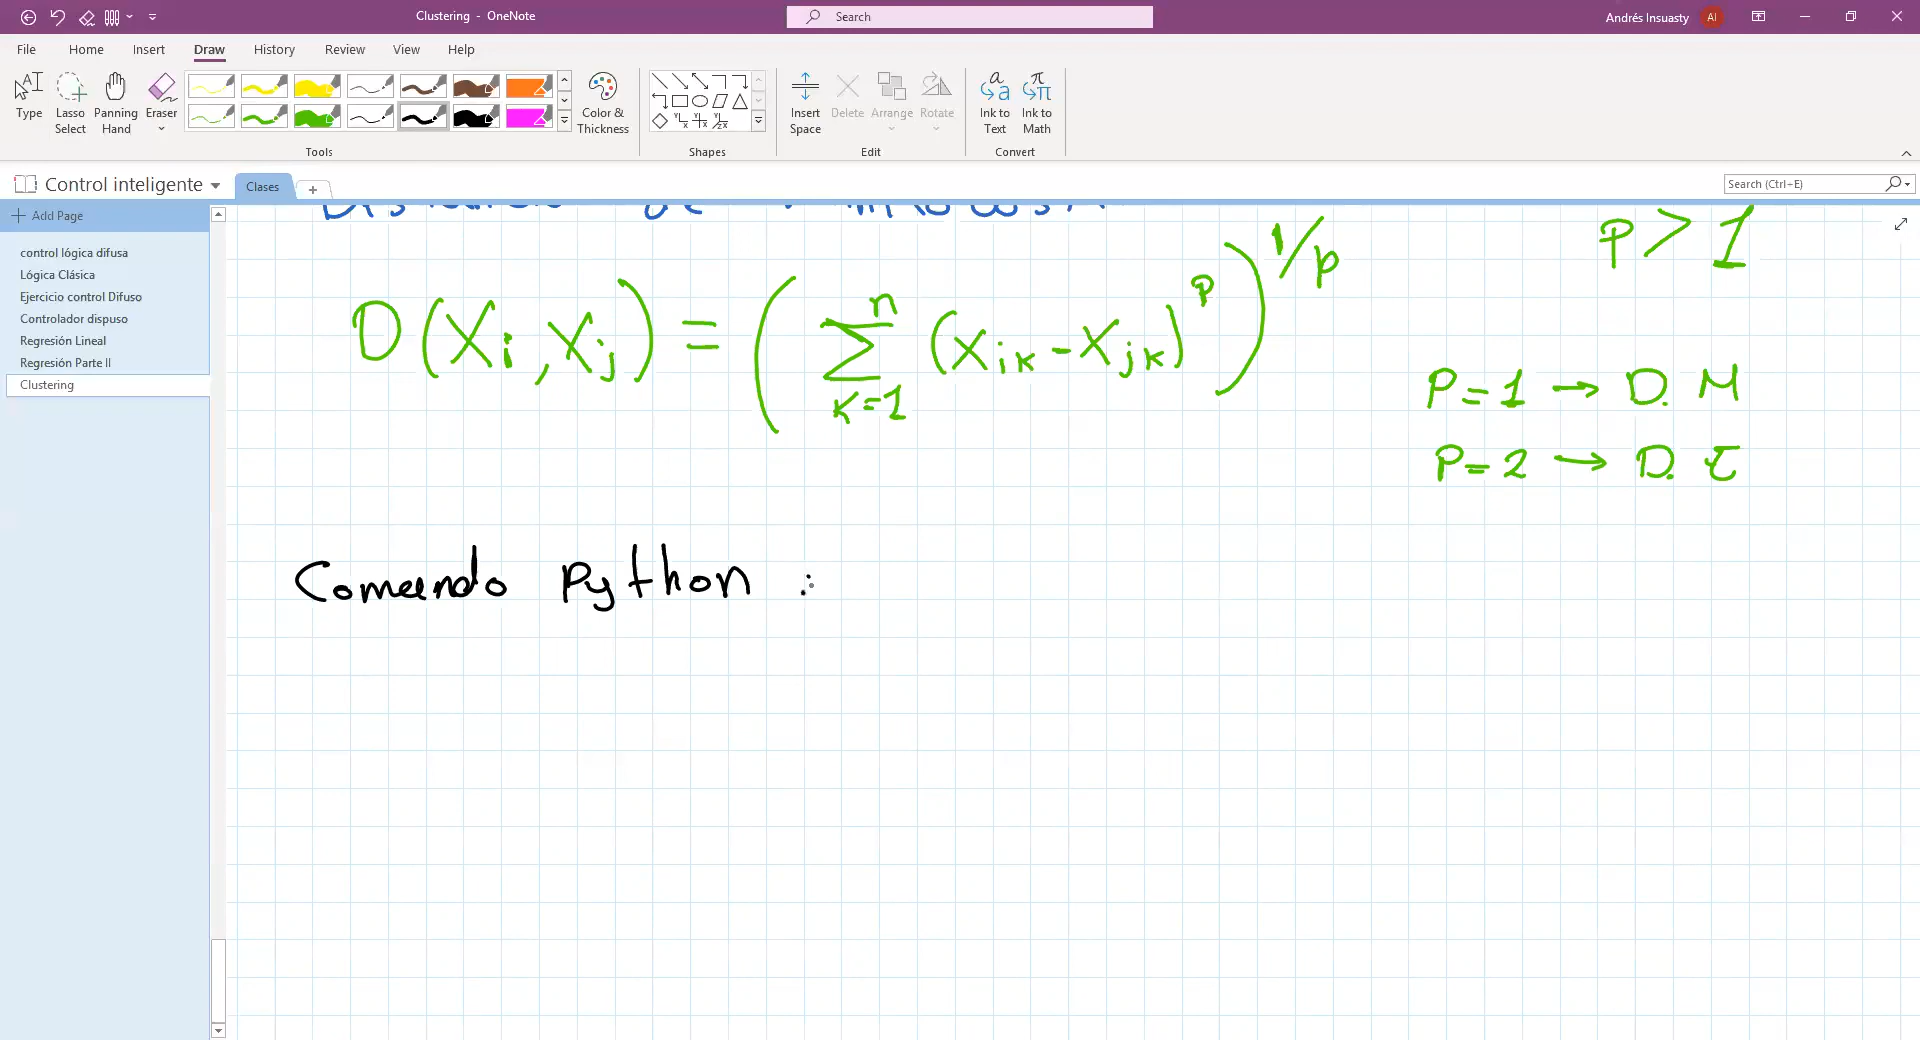 Clustering - OneNote
Search
Andrés Insuasty
AI
File Home Insert Draw History Review View Help
Type
Lasso Select
Panning Hand
Eraser
Color & Thickness
Insert Space
Delete
Arrange
Rotate
Ink to Text
Ink to Math
Tools
Shapes
Edit
Convert
Control inteligente
Clases
Search (Ctrl+E)
Add Page
control lógica difusa
Lógica Clásica
Ejercicio control Difuso
Controlador dispuso
Regresión Lineal
Regresión Parte II
Clustering
P > 1
D(Xi, Xj) = ( Σ k=1 n (Xik - Xjk)^p )^1/p
P=1 → D. M
P=2 → D. E
Comando Python :